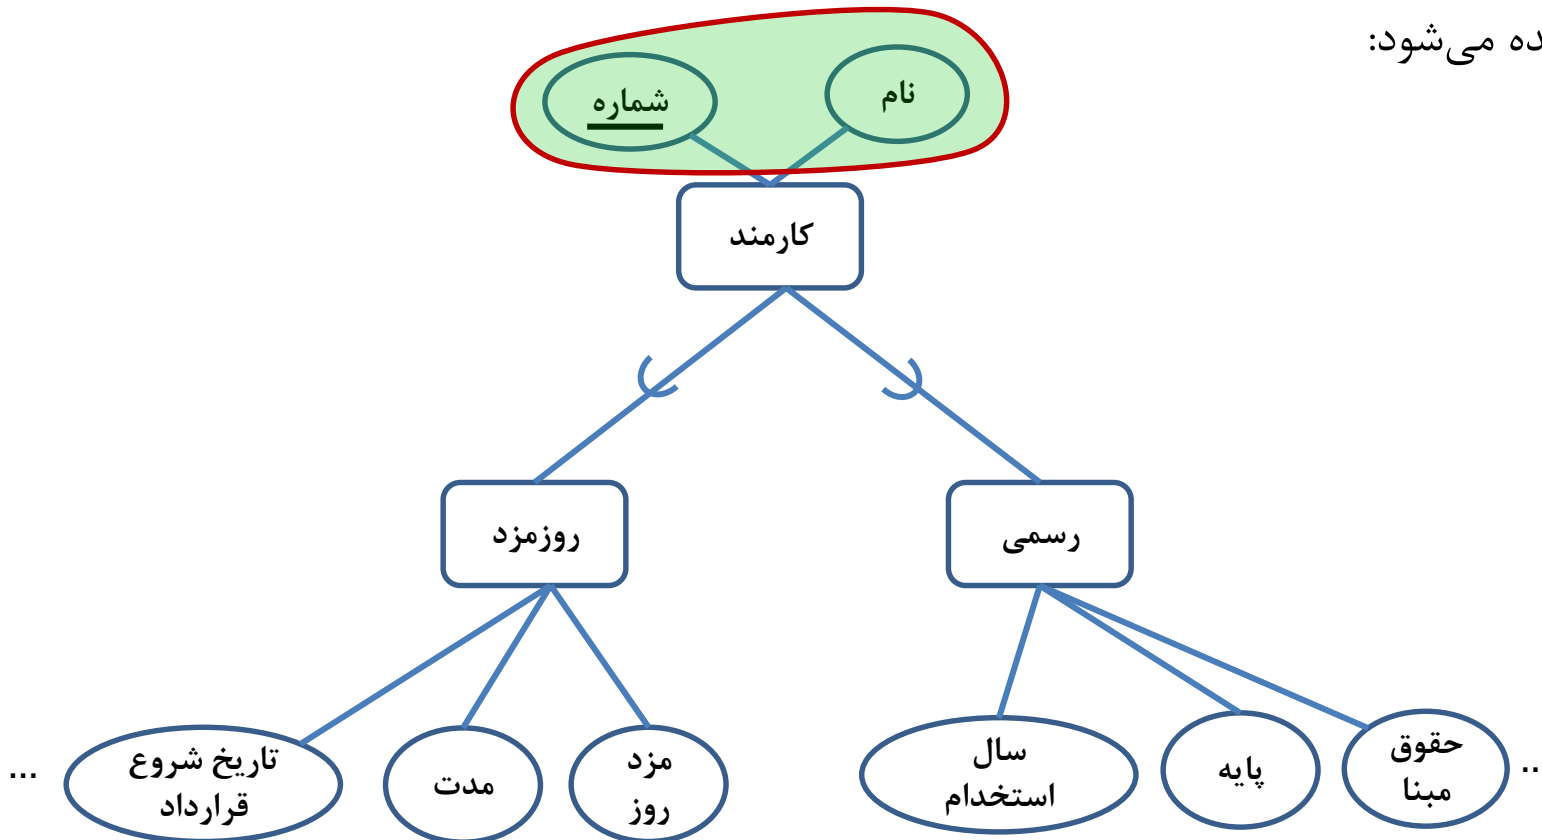 ده می‌شود:
نام
شماره
کارمند
رسمی
روزمزد
حقوق
مبنا
پایه
سال
استخدام
مزد
روز
مدت
تاریخ شروع
قرارداد
...
..